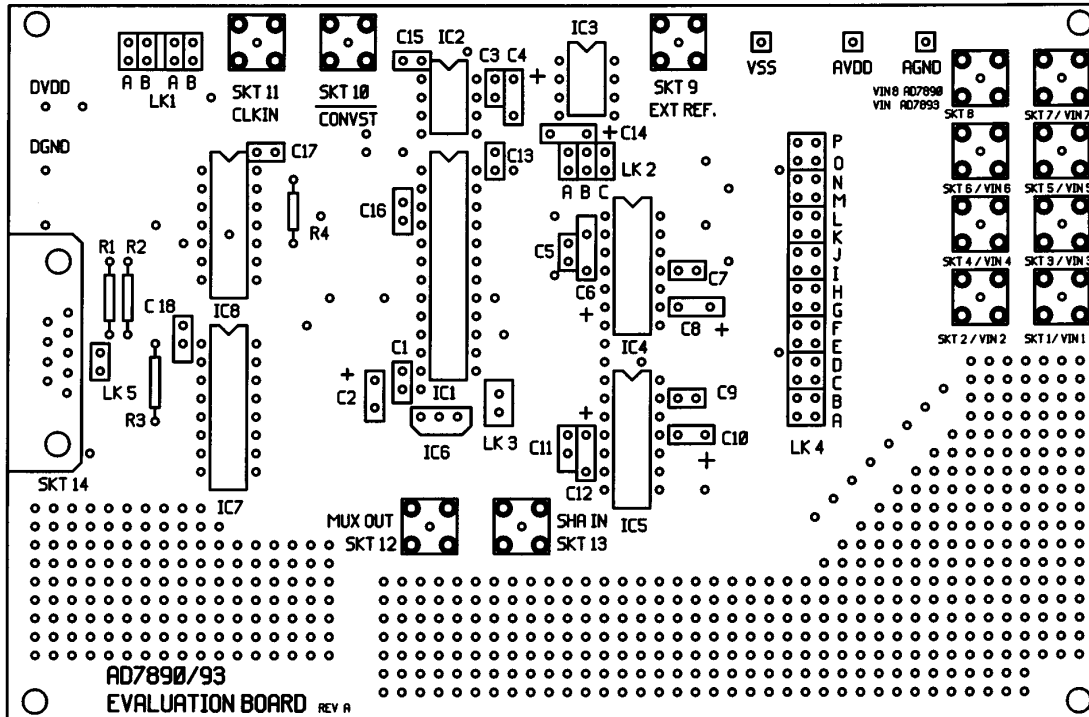 DVDD
DGND
A B A B
LK1
SKT 11
CLKIN
SKT 10
CONVST
C15
IC2
C3 C4
+
IC3
SKT 9
EXT REF.
VSS
AVDD
AGND
VIN8 AD7890
VIN AD7893
SKT 8
SKT 7 / VIN 7
SKT 6 / VIN 6
SKT 5 / VIN 5
SKT 4 / VIN 4
SKT 3 / VIN 3
SKT 2 / VIN 2
SKT 1 / VIN 1
C17
C16
C13
+ C14
LK 2
A B C
R4
R1 R2
C 18
IC8
C5
C6
+
C7
C8
+
IC4
P
O
N
M
L
K
J
I
H
G
F
E
D
C
B
A
LK 4
LK 5
R3
+
C2
C1
IC1
IC6
LK 3
+
C9
C10
+
C11
C12
IC5
SKT 14
IC7
MUX OUT
SKT 12
SHA IN
SKT 13
AD7890/93
EVALUATION BOARD REV A